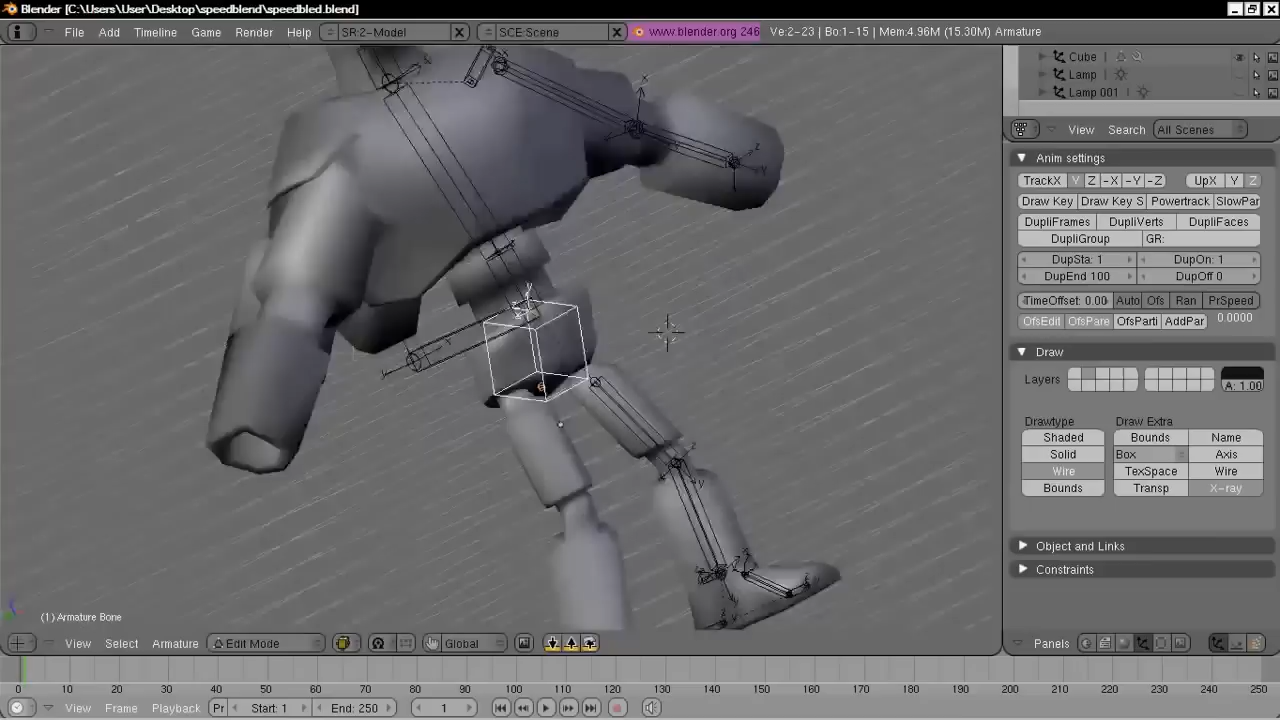 Blender [C:\Users\User\Desktop\speedblend\speedbled.blend]
File Add Timeline Game Render Help SR:2-Model SCE:Scene www.blender.org 246 Ve:2-23 | Bo:1-15 | Mem:4.96M (15.30M) Armature
Cube
Lamp
Lamp 001
View Search All Scenes
Anim settings
TrackX Y Z -X -Y -Z UpX Y Z
Draw Key Draw Key S Powertrack SlowPar
DupliFrames DupliVerts DupliFaces
DupliGroup GR:
DupSta: 1 DupOn: 1
DupEnd 100 DupOff 0
TimeOffset: 0.00 Auto Ofs Ran PrSpeed
OfsEdit OfsPare OfsParti AddPar 0.0000
Draw
Layers A: 1.00
Drawtype Draw Extra
Shaded Bounds Name
Solid Box Axis
Wire TexSpace Wire
Bounds Transp X-ray
Object and Links
Constraints
(1) Armature Bone
View Select Armature Edit Mode Global Panels
0 10 20 30 40 50 60 70 80 90 100 110 120 130 140 150 160 170 180 190 200 210 220 230 240 250
View Frame Playback Pr Start: 1 End: 250 1